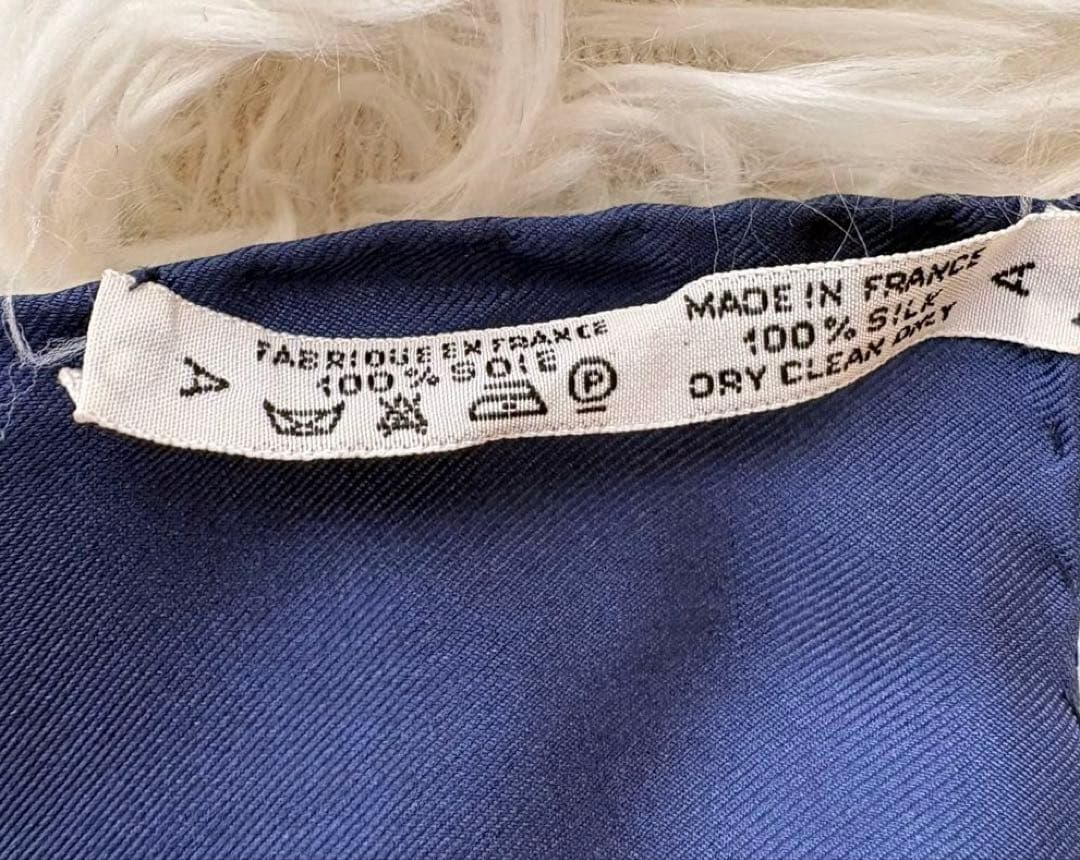 A
FABRIQUE EN FRANCE
100 % SOIE
P
MADE IN FRANCE
100 % SILK
DRY CLEAN ONLY
A